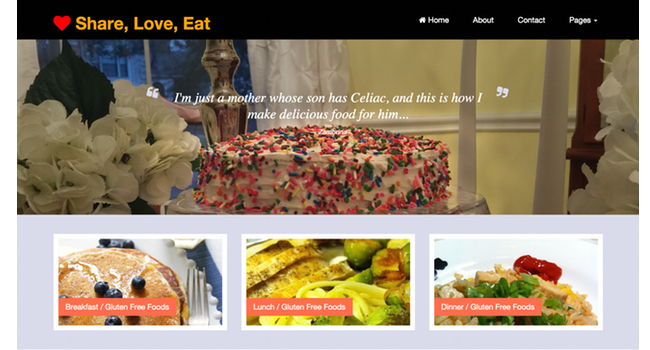 Share, Love, Eat
Home About Contact Pages
I'm just a mother whose son has Celiac, and this is how I
make delicious food for him...
Breakfast / Gluten Free Foods
Lunch / Gluten Free Foods
Dinner / Gluten Free Foods